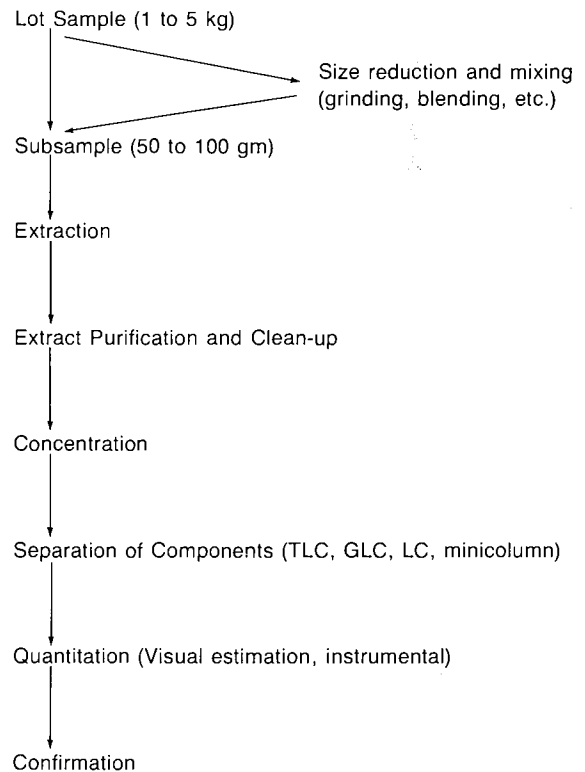 Lot Sample (1 to 5 kg)
Size reduction and mixing
(grinding, blending, etc.)
Subsample (50 to 100 gm)
Extraction
Extract Purification and Clean-up
Concentration
Separation of Components (TLC, GLC, LC, minicolumn)
Quantitation (Visual estimation, instrumental)
Confirmation